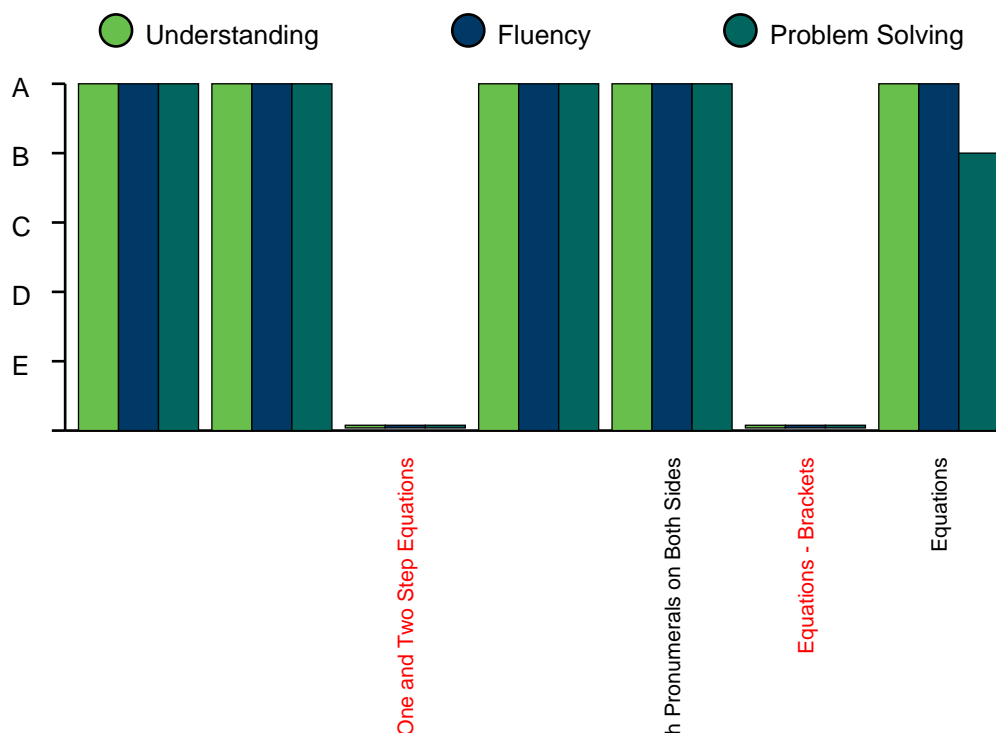 Understanding
Fluency
Problem Solving
A
B
C
D
E
One and Two Step Equations
Pronumerals on Both Sides
Equations - Brackets
Equations